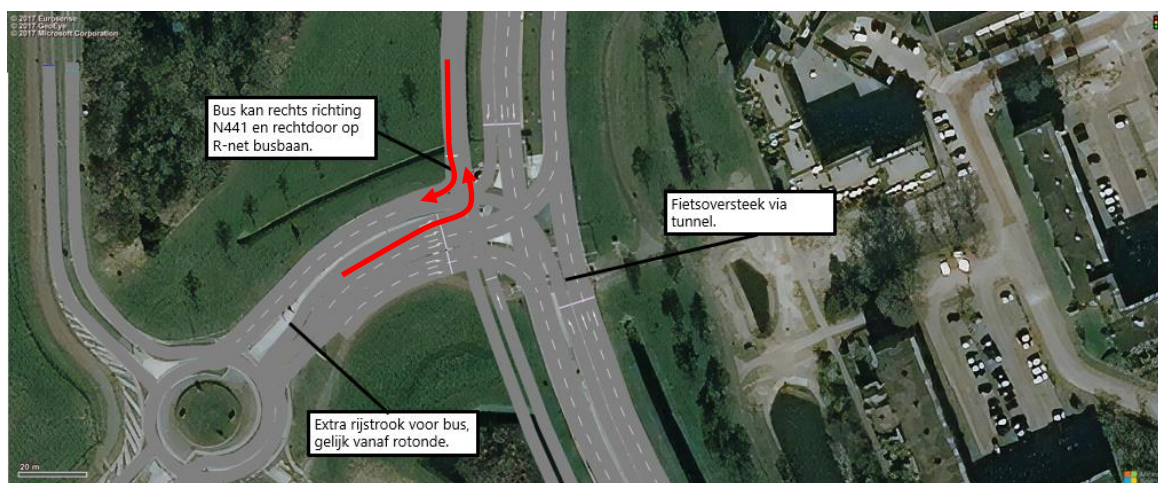 © 2017 Eurosense
© 2017 GeoEye
© 2017 Microsoft Corporation
Bus kan rechts richting
N441 en rechtdoor op
R-net busbaan.
Fietsoversteek via
tunnel.
Extra rijstrook voor bus,
gelijk vanaf rotonde.
20 m